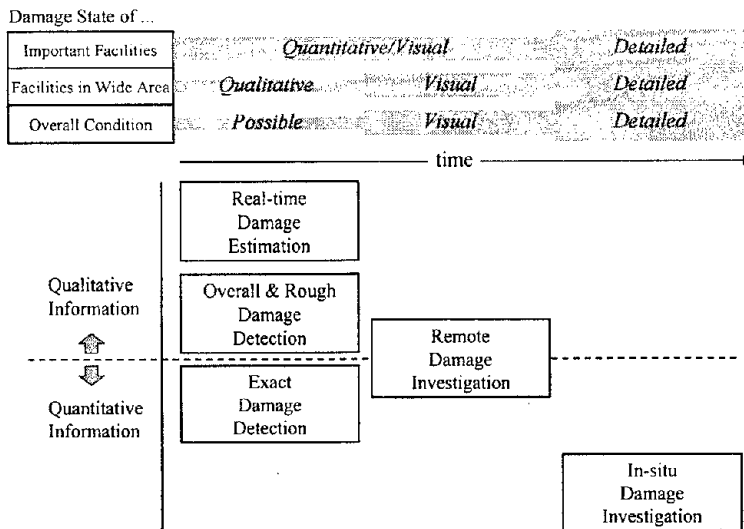 Damage State of ...
Important Facilities Quantitative/Visual Detailed
Facilities in Wide Area Qualitative Visual Detailed
Overall Condition Possible Visual Detailed
time
Real-time
Damage
Estimation
Qualitative
Information
Overall & Rough
Damage
Detection
Remote
Damage
Investigation
Quantitative
Information
Exact
Damage
Detection
In-situ
Damage
Investigation